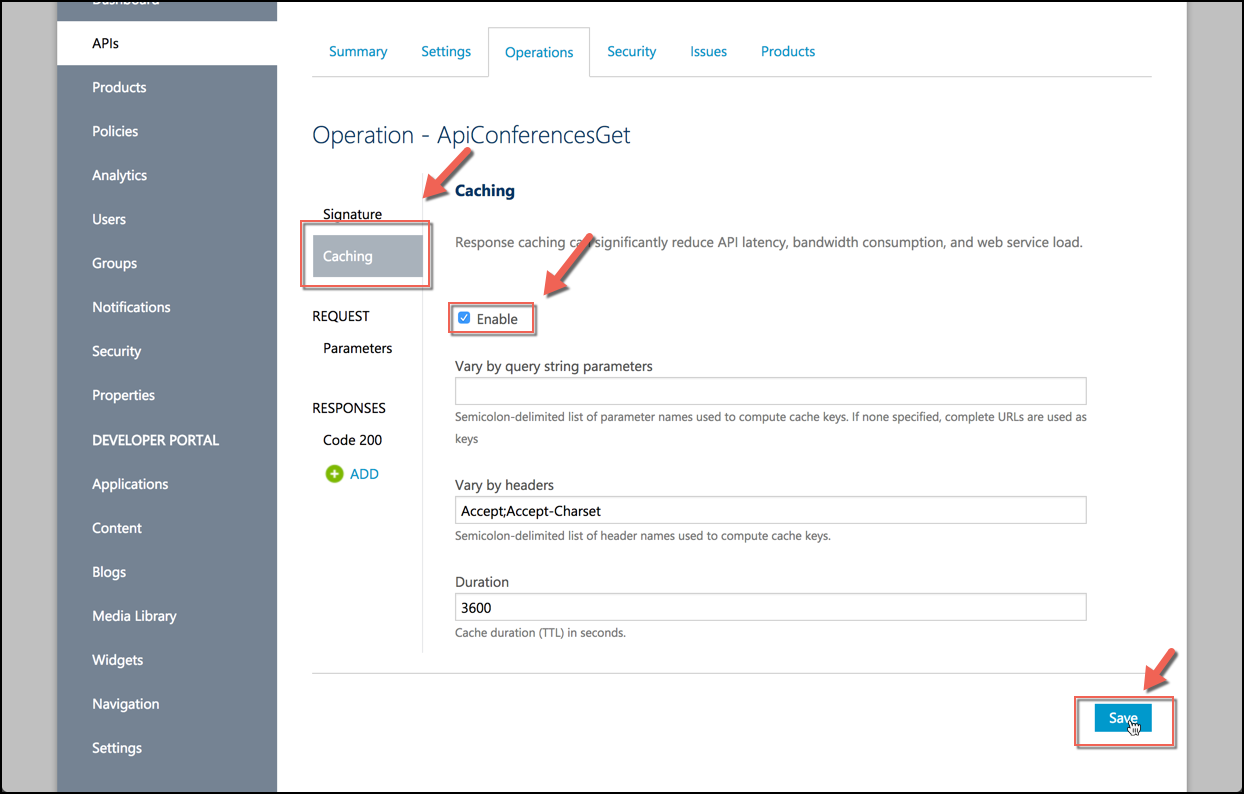 Dashboard
APIs
Products
Policies
Analytics
Users
Groups
Notifications
Security
Properties
DEVELOPER PORTAL
Applications
Content
Blogs
Media Library
Widgets
Navigation
Settings
Summary
Settings
Operations
Security
Issues
Products
Operation - ApiConferencesGet
Signature
Caching
REQUEST
Parameters
RESPONSES
Code 200
ADD
Caching
Response caching can significantly reduce API latency, bandwidth consumption, and web service load.
Enable
Vary by query string parameters
Semicolon-delimited list of parameter names used to compute cache keys. If none specified, complete URLs are used as
keys
Vary by headers
Accept;Accept-Charset
Semicolon-delimited list of header names used to compute cache keys.
Duration
3600
Cache duration (TTL) in seconds.
Save